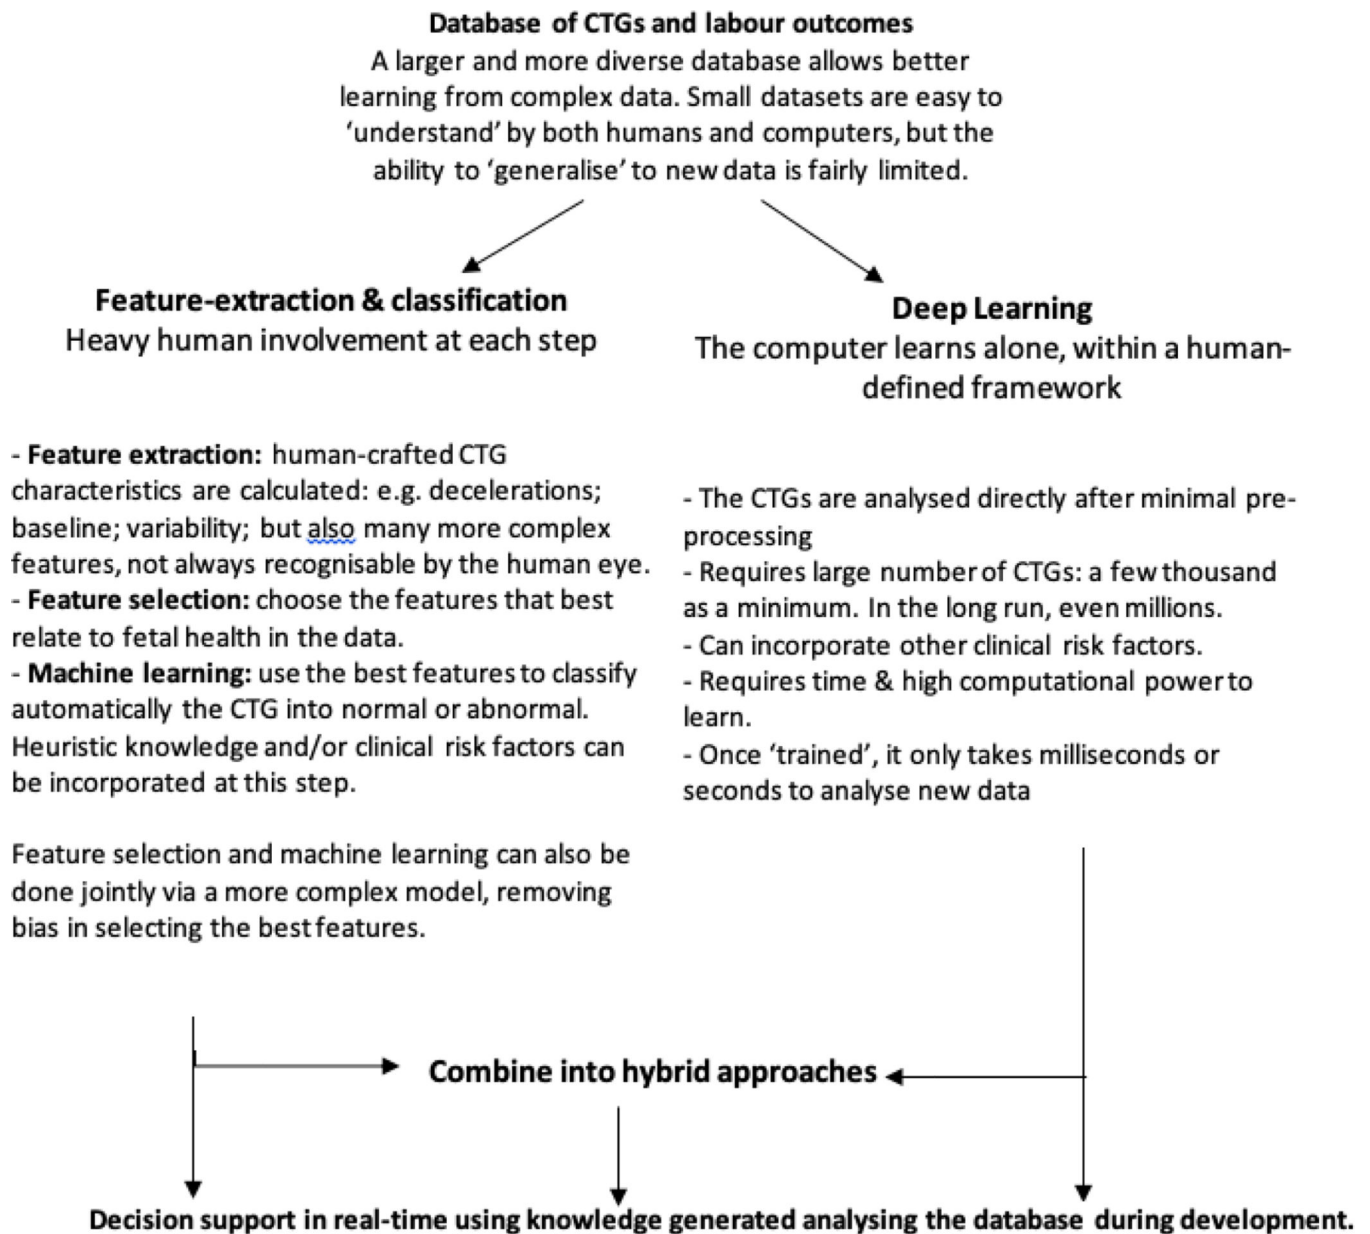 Database of CTGs and labour outcomes
A larger and more diverse database allows better
learning from complex data. Small datasets are easy to
‘understand’ by both humans and computers, but the
ability to ‘generalise’ to new data is fairly limited.
Feature-extraction & classification
Heavy human involvement at each step
- Feature extraction: human-crafted CTG
characteristics are calculated: e.g. decelerations;
baseline; variability; but also many more complex
features, not always recognisable by the human eye.
- Feature selection: choose the features that best
relate to fetal health in the data.
- Machine learning: use the best features to classify
automatically the CTG into normal or abnormal.
Heuristic knowledge and/or clinical risk factors can
be incorporated at this step.
Feature selection and machine learning can also be
done jointly via a more complex model, removing
bias in selecting the best features.
Deep Learning
The computer learns alone, within a human-
defined framework
- The CTGs are analysed directly after minimal pre-
processing
- Requires large number of CTGs: a few thousand
as a minimum. In the long run, even millions.
- Can incorporate other clinical risk factors.
- Requires time & high computational power to
learn.
- Once ‘trained’, it only takes milliseconds or
seconds to analyse new data
Combine into hybrid approaches
Decision support in real-time using knowledge generated analysing the database during development.